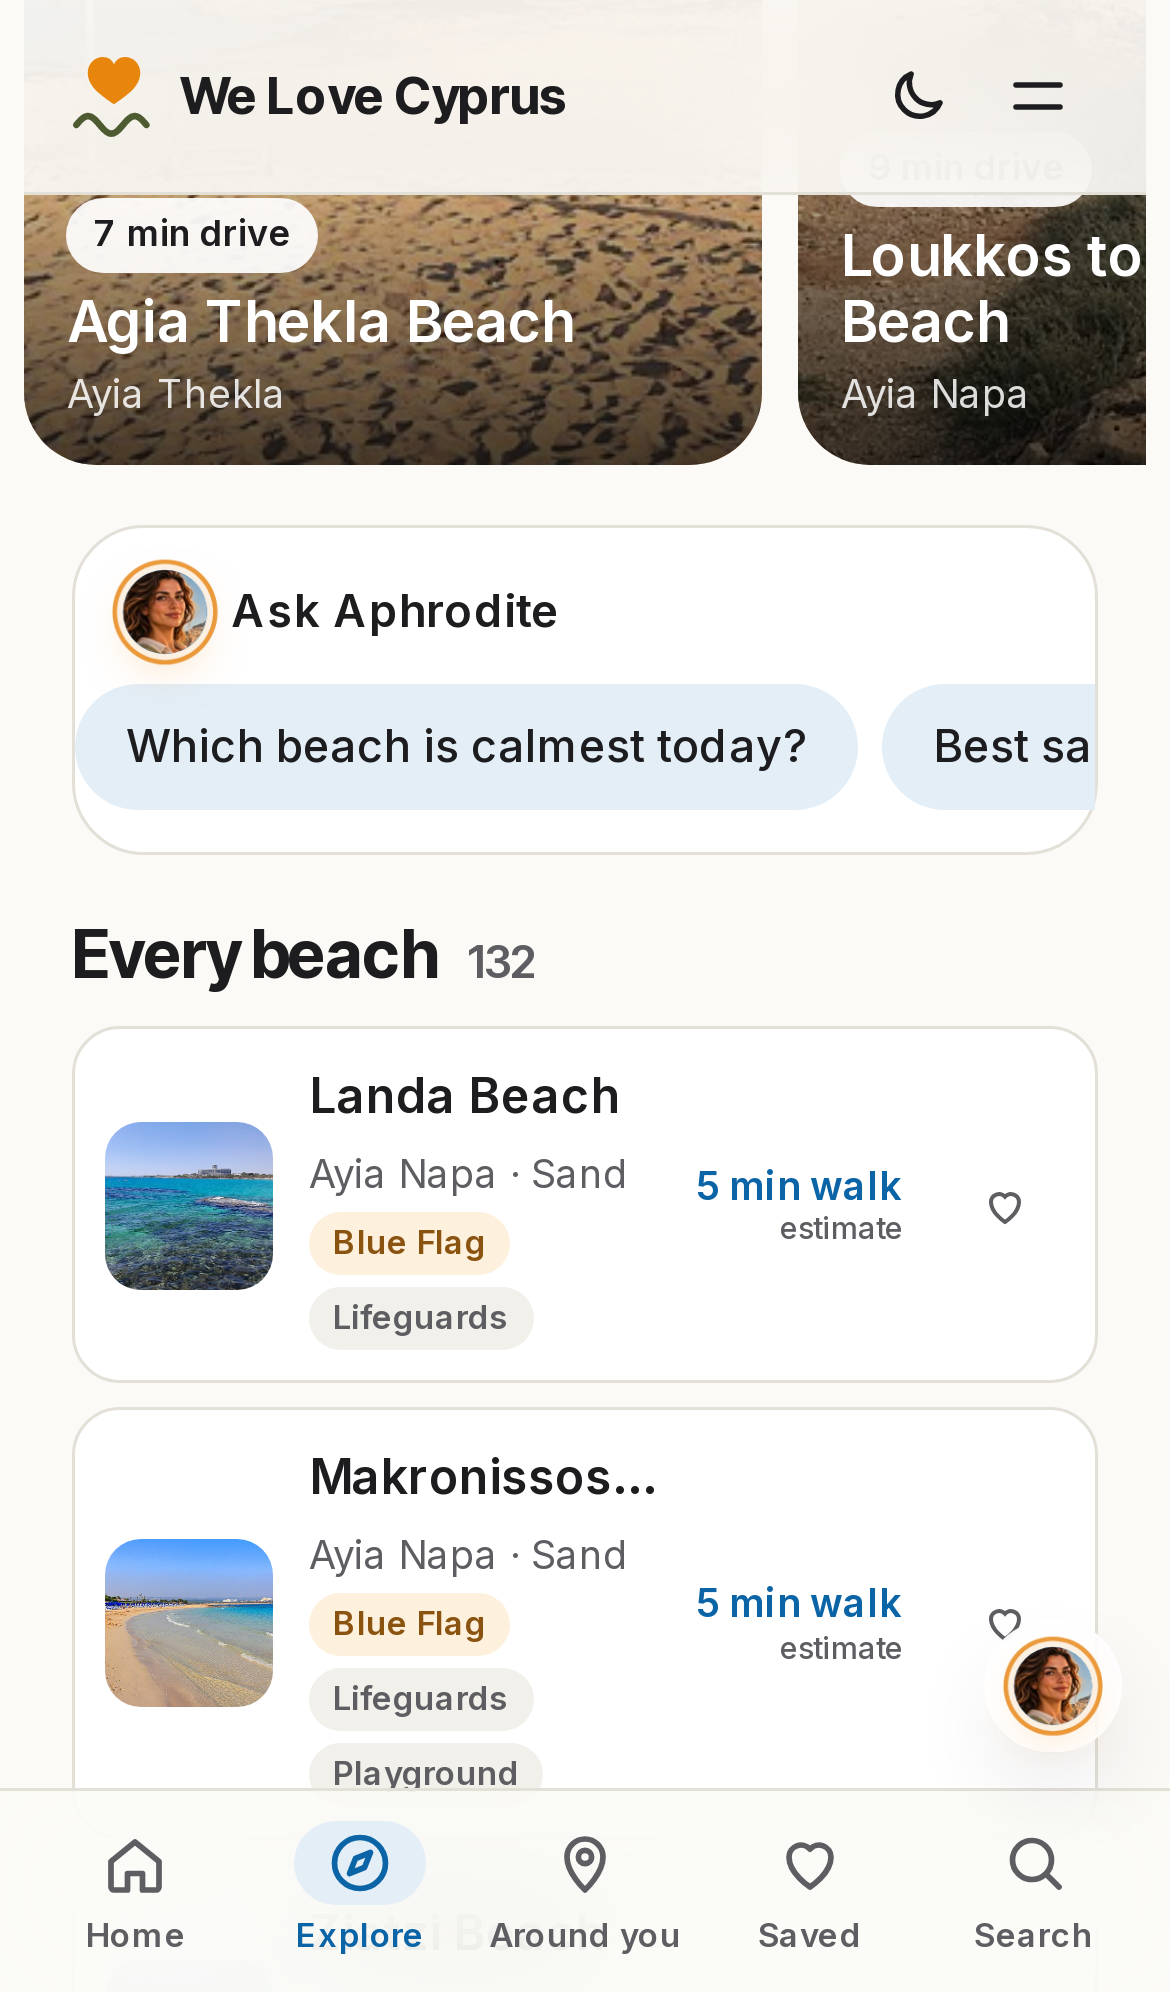 We Love Cyprus
9 min drive
7 min drive
Agia Thekla Beach
Ayia Thekla
Loukkos to
Beach
Ayia Napa
Ask Aphrodite
Which beach is calmest today?
Best sa
Every beach 132
Landa Beach
Ayia Napa · Sand
Blue Flag
Lifeguards
5 min walk
estimate
Makronissos...
Ayia Napa · Sand
Blue Flag
Lifeguards
Playground
5 min walk
estimate
Home
Explore
Around you
Saved
Search